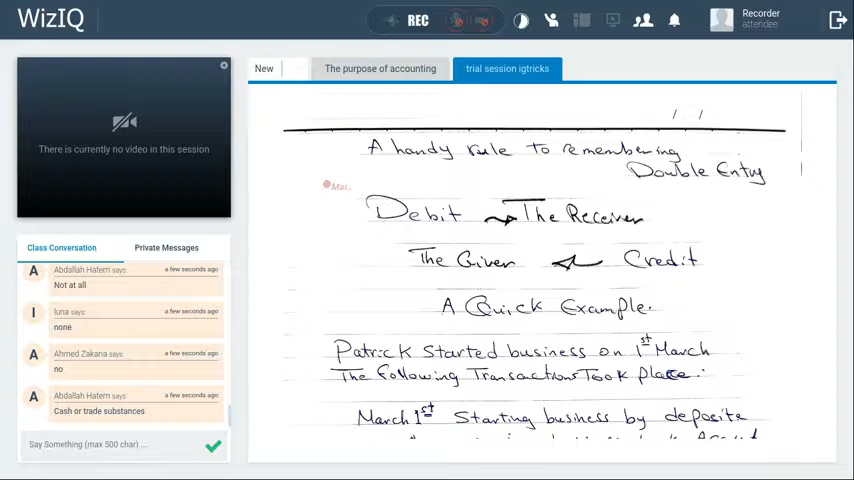 WizIQ
REC
Recorder
attendee
There is currently no video in this session
New
The purpose of accounting
trial session igtricks
/ /
A handy rule to remembering
Double Entry
Mai..
Debit → The Receiver
The Giver ← Credit
A Quick Example.
Patrick Started business on 1st March
The Following Transactions Took place:
March 1st Starting business by deposite
Class Conversation
Private Messages
A
Abdallah Hatem says:
a few seconds ago
Not at all
l
luna says:
a few seconds ago
none
A
Ahmed Zakana says:
a few seconds ago
no
A
Abdallah Hatem says:
a few seconds ago
Cash or trade substances
Say Something (max 500 char) ...